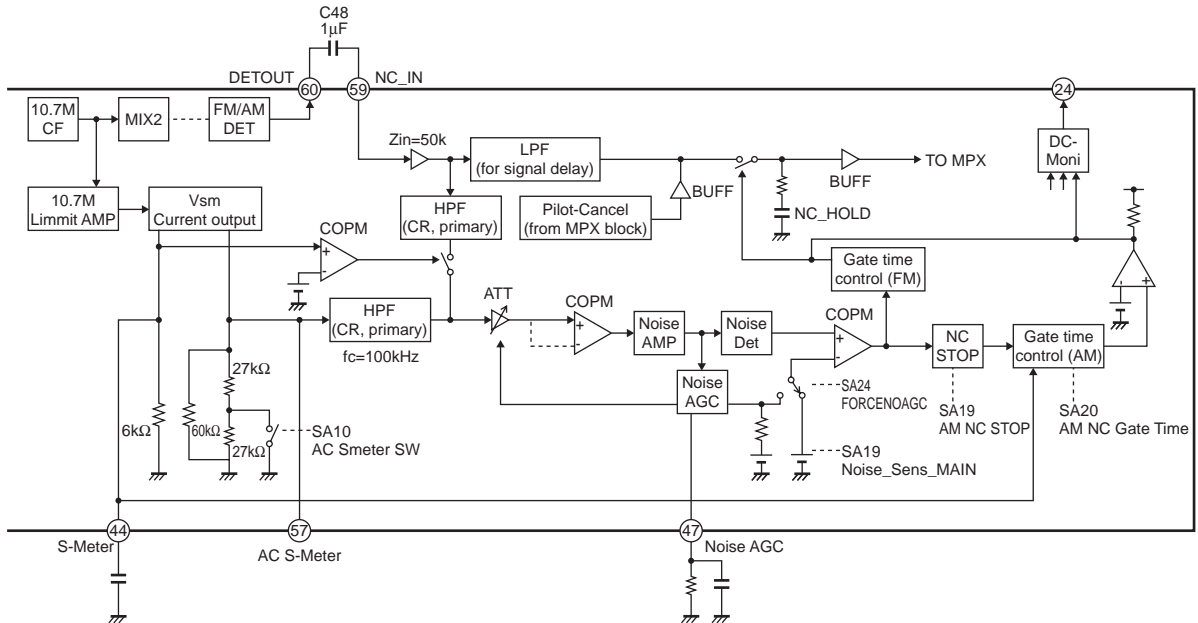 C48
1µF
DETOUT
60
59
NC_IN
24
10.7M
CF
MIX2
FM/AM
DET
Zin=50k
LPF
(for signal delay)
DC-
Moni
BUFF
TO MPX
BUFF
10.7M
Limmit AMP
Vsm
Current output
HPF
(CR, primary)
Pilot-Cancel
(from MPX block)
NC_HOLD
COPM
+
-
Gate time
control (FM)
-
+
HPF
(CR, primary)
fc=100kHz
ATT
COPM
+
-
Noise
AMP
Noise
Det
COPM
+
-
NC
STOP
Gate time
control (AM)
Noise
AGC
27kΩ
6kΩ
60kΩ
27kΩ
SA10
AC Smeter SW
SA24
FORCENOAGC
SA19
AM NC STOP
SA20
AM NC Gate Time
SA19
Noise_Sens_MAIN
44
S-Meter
57
AC S-Meter
47
Noise AGC